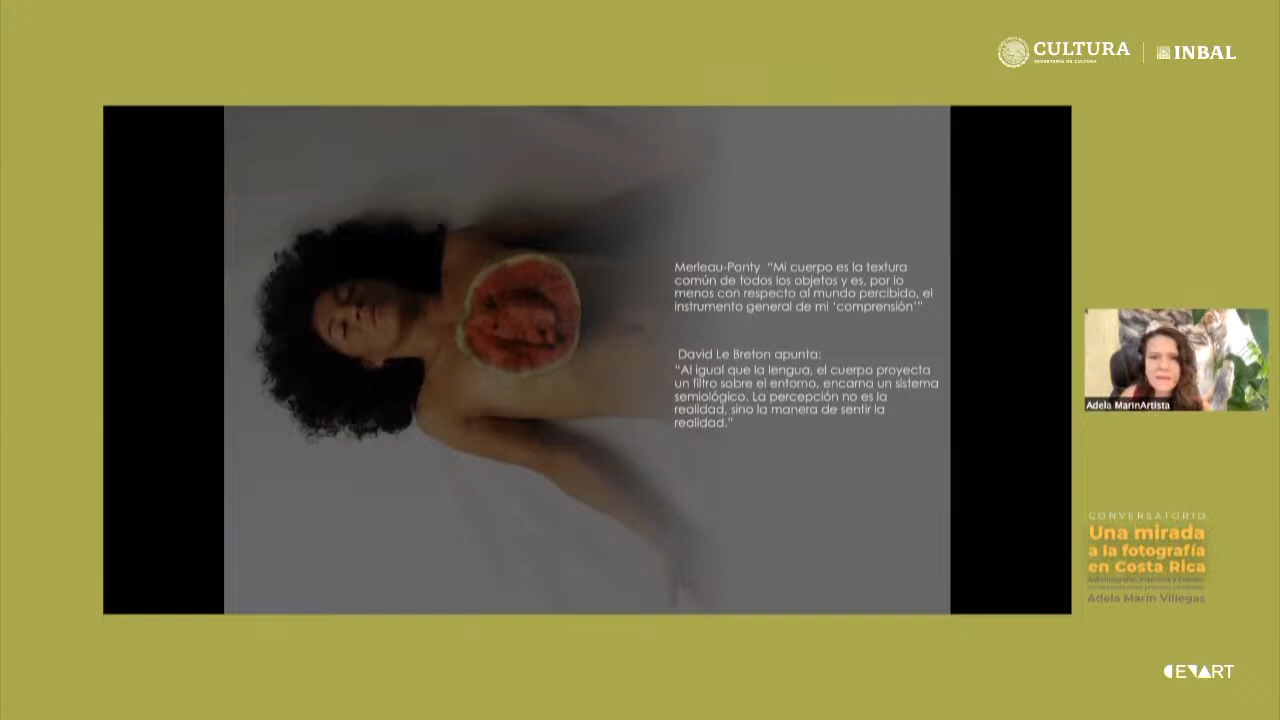 CULTURA
SECRETARÍA DE CULTURA
INBAL
Merleau-Ponty “Mi cuerpo es la textura
común de todos los objetos y es, por lo
menos con respecto al mundo percibido, el
instrumento general de mi ‘comprensión’”
David Le Breton apunta:
“Al igual que la lengua, el cuerpo proyecta
un filtro sobre el entorno, encarna un sistema
semiológico. La percepción no es la
realidad, sino la manera de sentir la
realidad.”
Adela MarinArtista
CONVERSATORIO
Una mirada
a la fotografía
en Costa Rica
Adela Marín Villegas
CENART